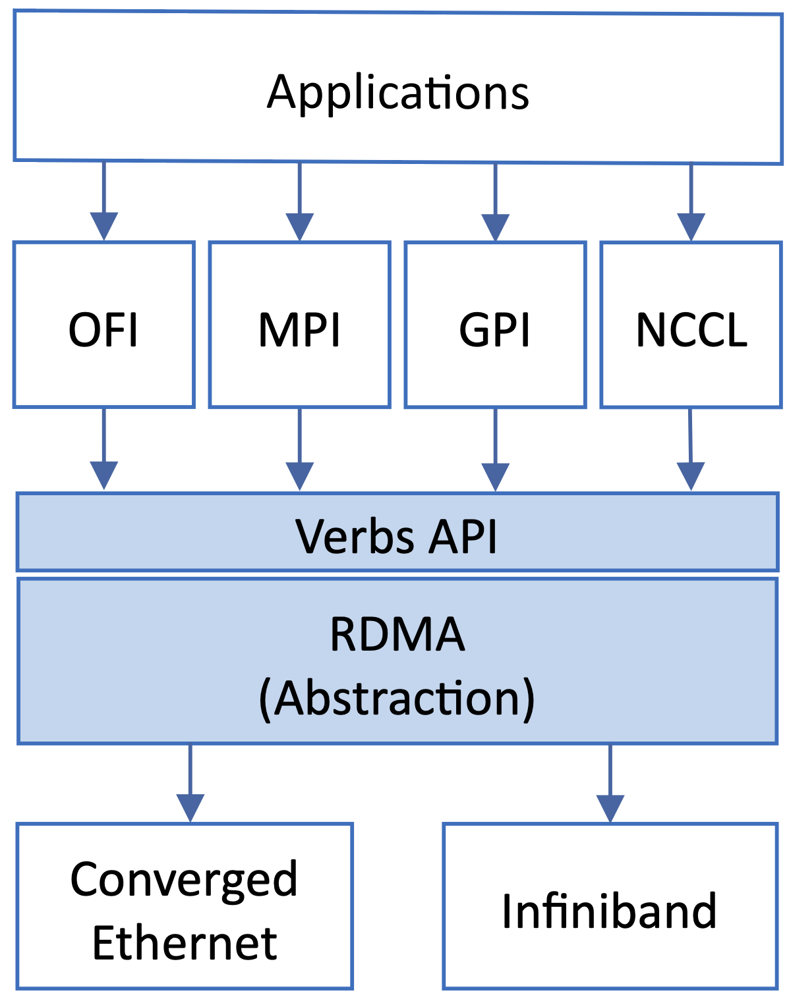 Applications
OFI
MPI
GPI
NCCL
Verbs API
RDMA
(Abstraction)
Converged
Ethernet
Infiniband